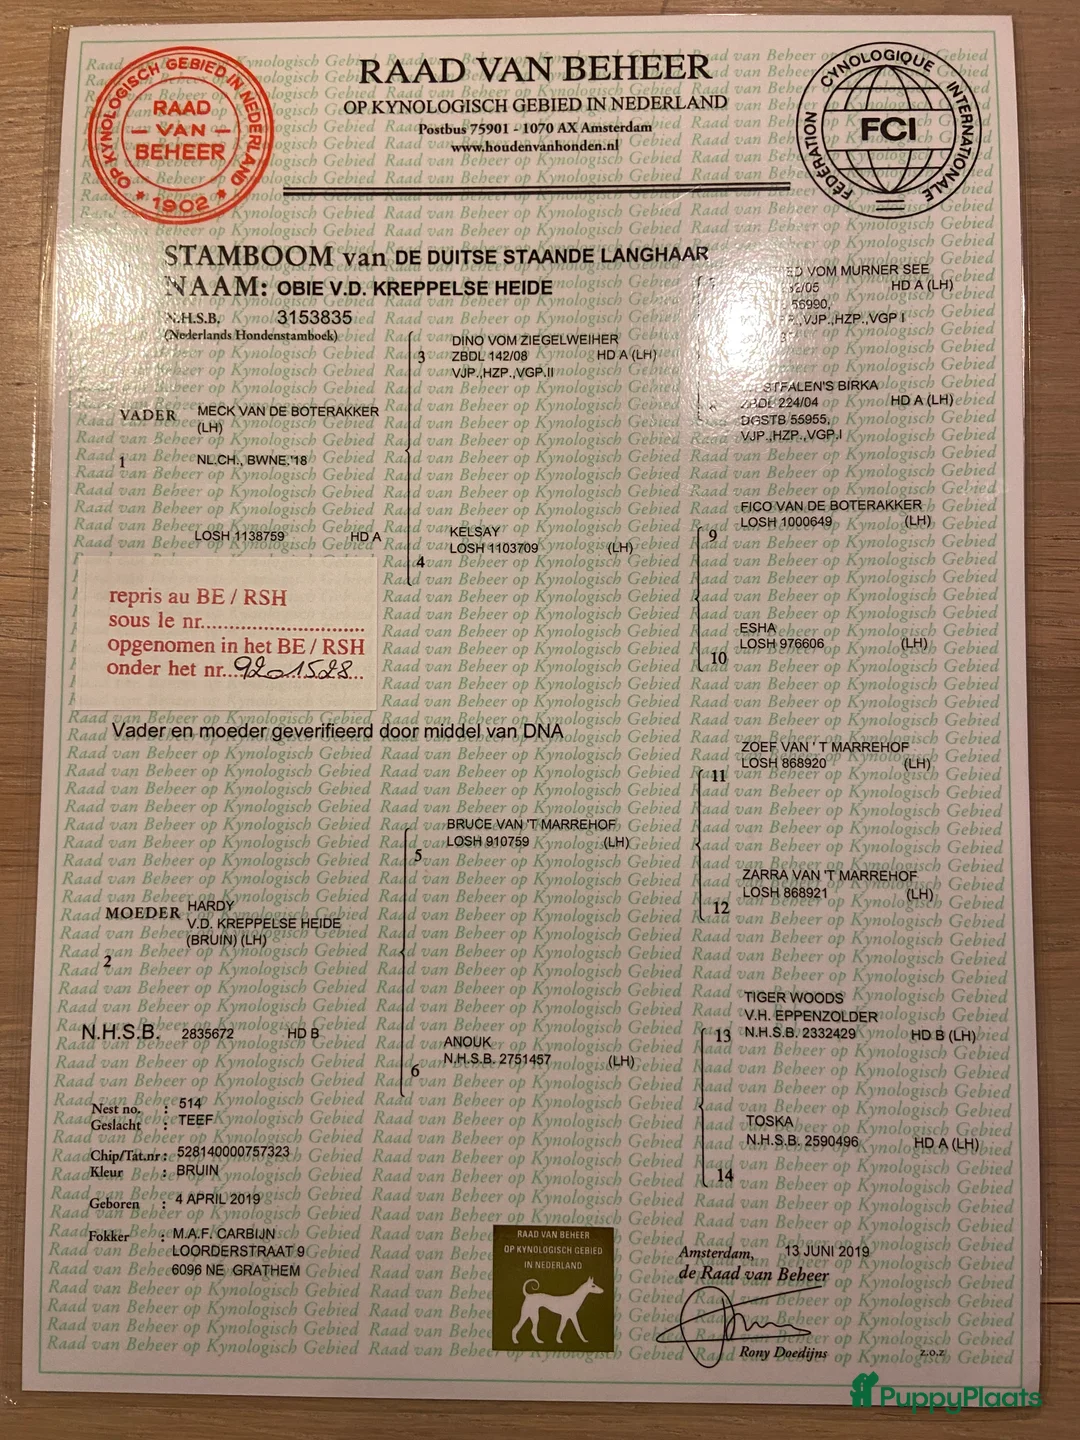 RAAD VAN BEHEER
OP KYNOLOGISCH GEBIED IN NEDERLAND
Postbus 75901 - 1070 AX Amsterdam
www.houdenvanhonden.nl
OP KYNOLOGISCH GEBIED IN NEDERLAND
RAAD
VAN
BEHEER
1902
FÉDÉRATION CYNOLOGIQUE INTERNATIONALE
FCI
STAMBOOM van DE DUITSE STAANDE LANGHAAR
NAAM: OBIE V.D. KREPPELSE HEIDE
N.H.S.B. 3153835
(Nederlands Hondenstamboek)
VADER MECK VAN DE BOTERAKKER
(LH)
1 NL.CH., BWNE.'18
LOSH 1138759 HD A
repris au BE / RSH
sous le nr.
opgenomen in het BE / RSH
onder het nr. 9201528
Vader en moeder geverifieerd door middel van DNA
MOEDER HARDY
V.D. KREPPELSE HEIDE
(BRUIN) (LH)
2
N.H.S.B. 2835672 HD B
3 DINO VOM ZIEGELWEIHER
ZBDL 142/08 HD A (LH)
VJP.,HZP.,VGP.II
4 KELSAY
LOSH 1103709 (LH)
5 BRUCE VAN 'T MARREHOF
LOSH 910759 (LH)
6 ANOUK
N.H.S.B. 2751457 (LH)
VOM MURNER SEE
/05 HD A (LH)
56990,
VJP.,HZP.,VGP I
BIRKA
ZBDL 224/04 HD A (LH)
DGSTB 55955,
VJP.,HZP.,VGP.I
9 FICO VAN DE BOTERAKKER
LOSH 1000649 (LH)
10 ESHA
LOSH 976606 (LH)
11 ZOEF VAN ' T MARREHOF
LOSH 868920 (LH)
12 ZARRA VAN 'T MARREHOF
LOSH 868921 (LH)
13 TIGER WOODS
V.H. EPPENZOLDER
N.H.S.B. 2332429 HD B (LH)
14 TOSKA
N.H.S.B. 2590496 HD A (LH)
Nest no. : 514
Geslacht : TEEF
Chip/Tat.nr : 528140000757323
Kleur : BRUIN
Geboren : 4 APRIL 2019
Fokker : M.A.F. CARBIJN
LOORDERSTRAAT 9
6096 NE GRATHEM
RAAD VAN BEHEER
OP KYNOLOGISCH GEBIED
IN NEDERLAND
Amsterdam, 13 JUNI 2019
de Raad van Beheer
Rony Doedijns
z.o.z.
PuppyPlaats